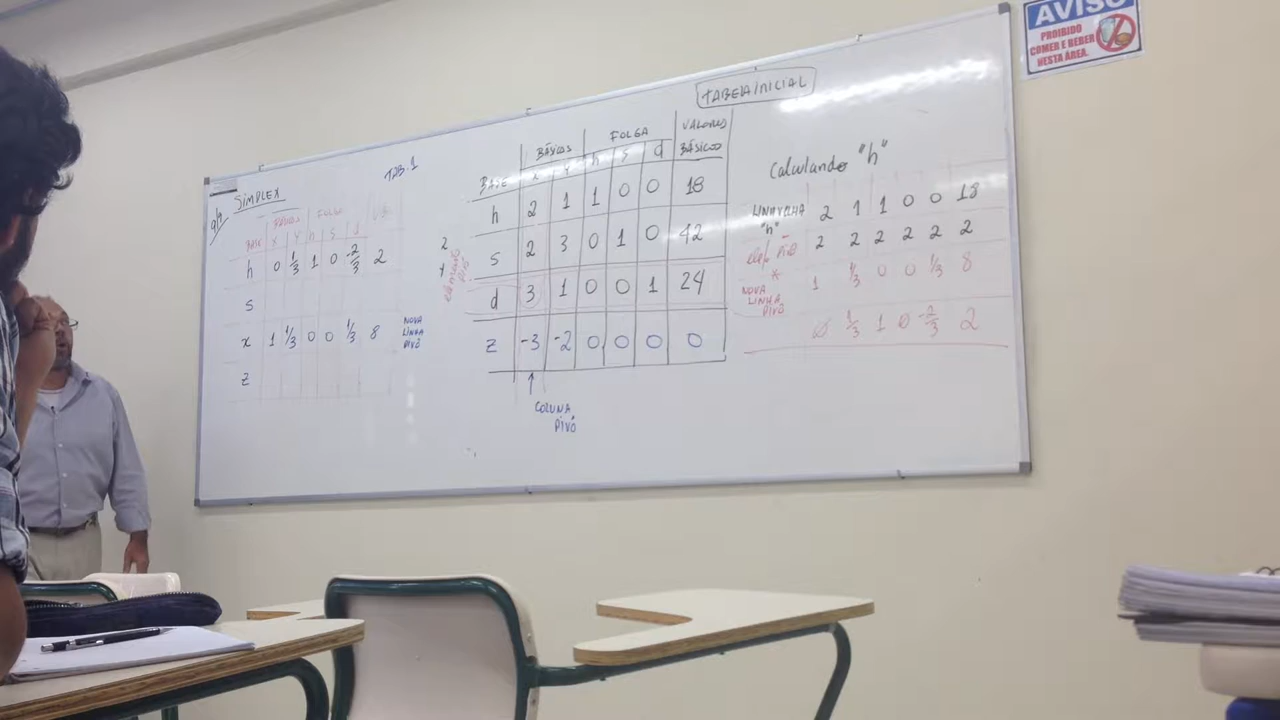 AVISO
PROIBIDO
COMER E BEBER
NESTA ÁREA.
TABELA INICIAL
SIMPLEX
TAB.1
BÁSICOS FOLGA
BASE x y h s
h 0 1/3 1 0 -2/3 2
s
x 1 1/3 0 0 1/3 8
z
NOVA
LINHA
PIVÔ
elemento
pivô
BÁSICOS FOLGA VALORES
BÁSICO
BASE x y h s d
h 2 1 1 0 0 18
s 2 3 0 1 0 42
d 3 1 0 0 1 24
z -3 -2 0 0 0 0
↑
COLUNA
PIVÔ
Calculando "h"
LINHA VELHA 2 1 1 0 0 18
"h"
2 2 2 2 2 2
*
NOVA 1 1/3 0 0 1/3 8
LINHA
PIVÔ
0 1/3 1 0 -2/3 2